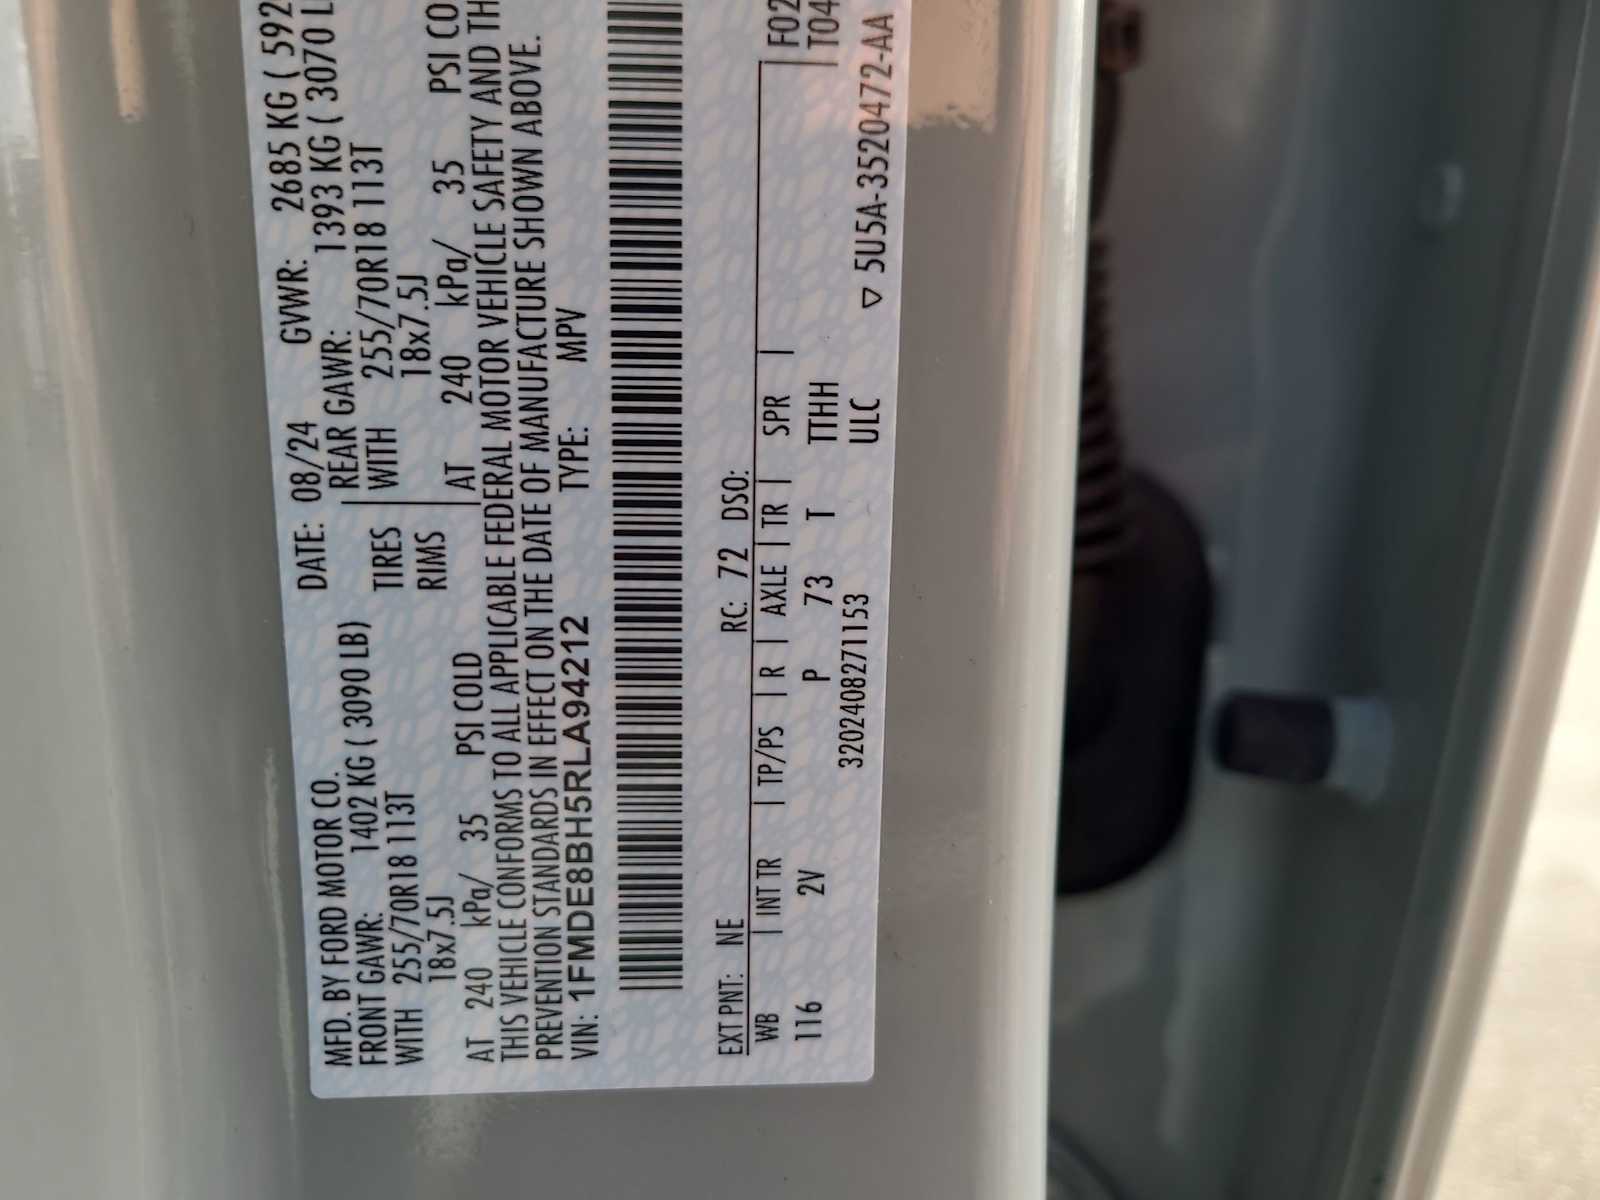 MFD. BY FORD MOTOR CO. DATE: 08/24 GVWR: 2685 KG ( 592
FRONT GAWR: 1402 KG ( 3090 LB) REAR GAWR: 1393 KG ( 3070 L
WITH 255/70R18 113T TIRES WITH 255/70R18 113T
18x7.5J RIMS 18x7.5J
AT 240 kPa/ 35 PSI COLD AT 240 kPa/ 35 PSI CO
THIS VEHICLE CONFORMS TO ALL APPLICABLE FEDERAL MOTOR VEHICLE SAFETY AND TH
PREVENTION STANDARDS IN EFFECT ON THE DATE OF MANUFACTURE SHOWN ABOVE.
VIN: 1FMDE8BH5RLA94212 TYPE: MPV
EXT PNT: NE RC: 72 DSO:
WB | INT TR | TP/PS | R | AXLE | TR | SPR | F02
116 2V P 73 T TTHH T04
3202408271153 ULC
▽ 5U5A-3520472-AA